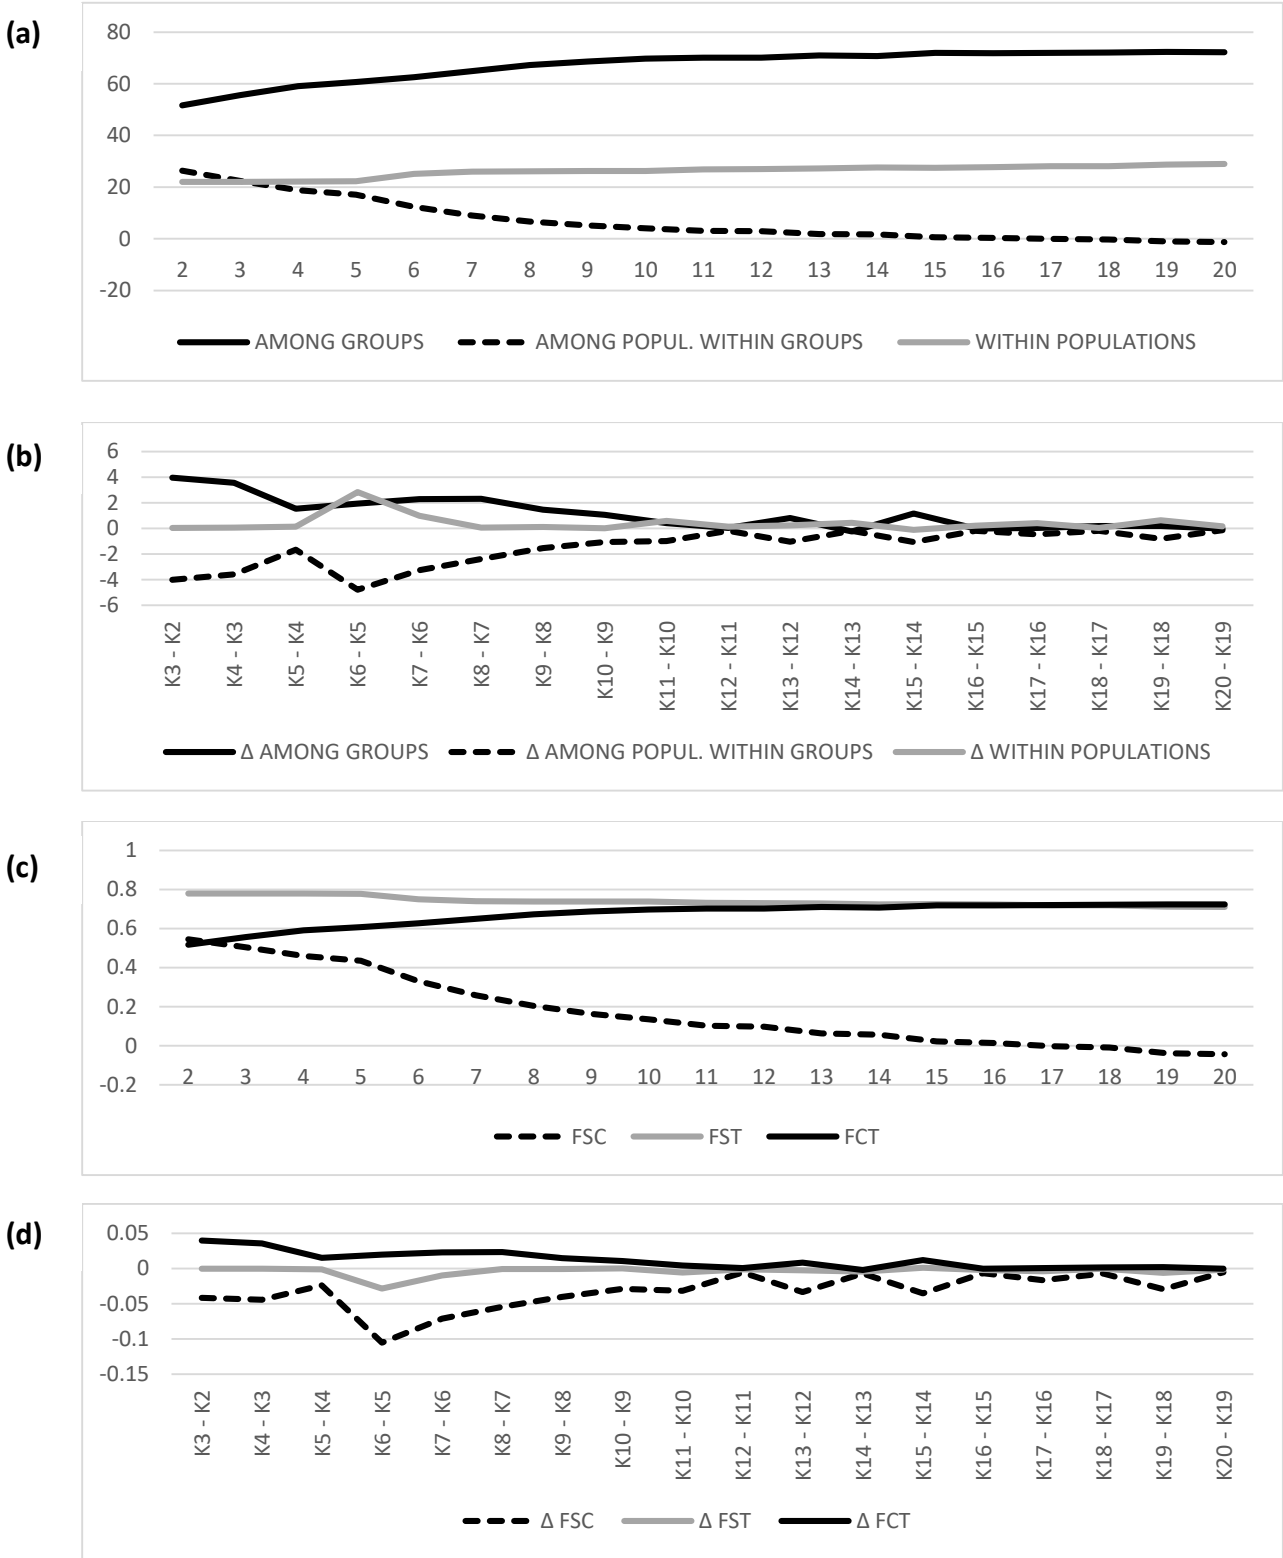 (a)
80
60
40
20
0
-20
2 3 4 5 6 7 8 9 10 11 12 13 14 15 16 17 18 19 20
AMONG GROUPS AMONG POPUL. WITHIN GROUPS WITHIN POPULATIONS
(b)
6
4
2
0
-2
-4
-6
K3 - K2
K4 - K3
K5 - K4
K6 - K5
K7 - K6
K8 - K7
K9 - K8
K10 - K9
K11 - K10
K12 - K11
K13 - K12
K14 - K13
K15 - K14
K16 - K15
K17 - K16
K18 - K17
K19 - K18
K20 - K19
Δ AMONG GROUPS Δ AMONG POPUL. WITHIN GROUPS Δ WITHIN POPULATIONS
(c)
1
0.8
0.6
0.4
0.2
0
-0.2
2 3 4 5 6 7 8 9 10 11 12 13 14 15 16 17 18 19 20
FSC FST FCT
(d)
0.05
0
-0.05
-0.1
-0.15
K3 - K2
K4 - K3
K5 - K4
K6 - K5
K7 - K6
K8 - K7
K9 - K8
K10 - K9
K11 - K10
K12 - K11
K13 - K12
K14 - K13
K15 - K14
K16 - K15
K17 - K16
K18 - K17
K19 - K18
K20 - K19
Δ FSC Δ FST Δ FCT